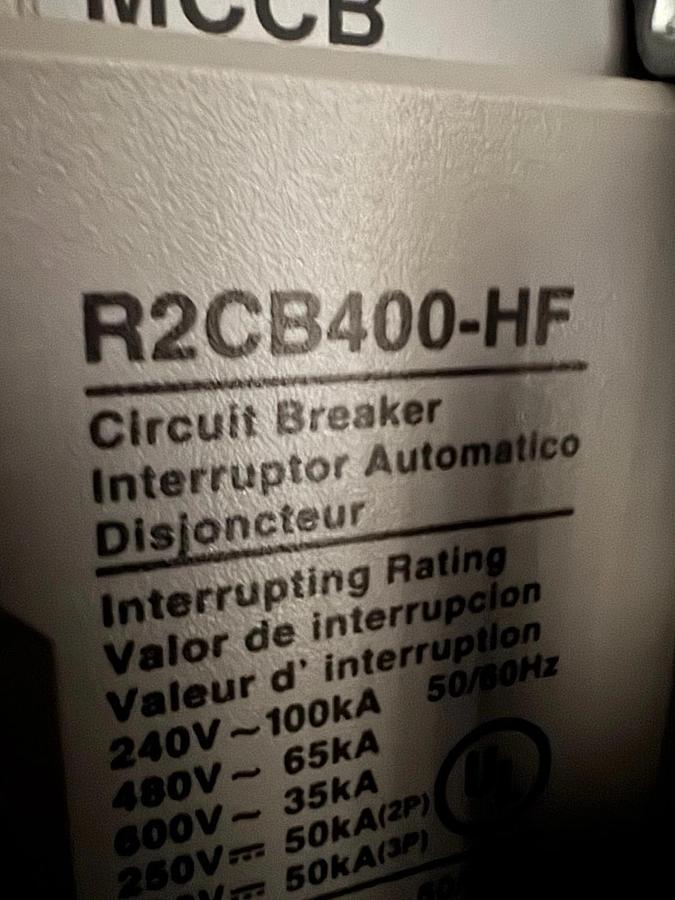 MCCB
R2CB400-HF
Circuit Breaker
Interruptor Automatico
Disjoncteur
Interrupting Rating
Valor de interrupcion
Valeur d' interruption
50/60Hz
240V~100kA
480V~ 65kA
600V~ 35kA
250V⎓ 50kA(2P)
50kA(3P)
UL